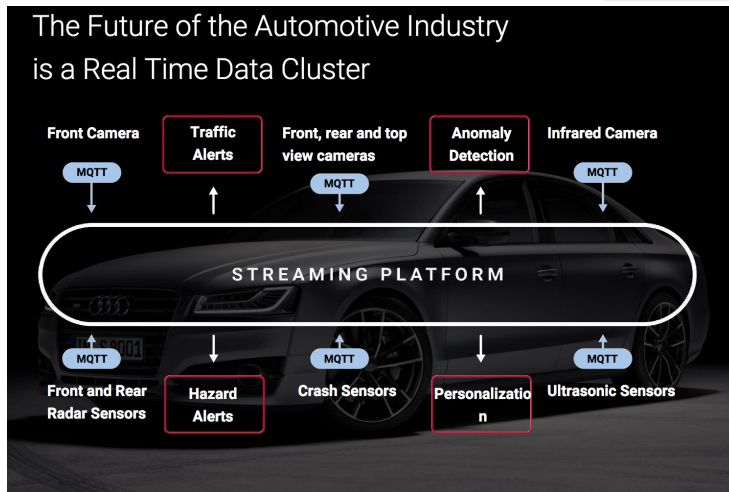 The Future of the Automotive Industry
is a Real Time Data Cluster
Front Camera
Traffic
Alerts
Front, rear and top
view cameras
Anomaly
Detection
Infrared Camera
MQTT
MQTT
MQTT
STREAMING PLATFORM
MQTT
MQTT
MQTT
Front and Rear
Radar Sensors
Hazard
Alerts
Crash Sensors
Personalizatio
n
Ultrasonic Sensors